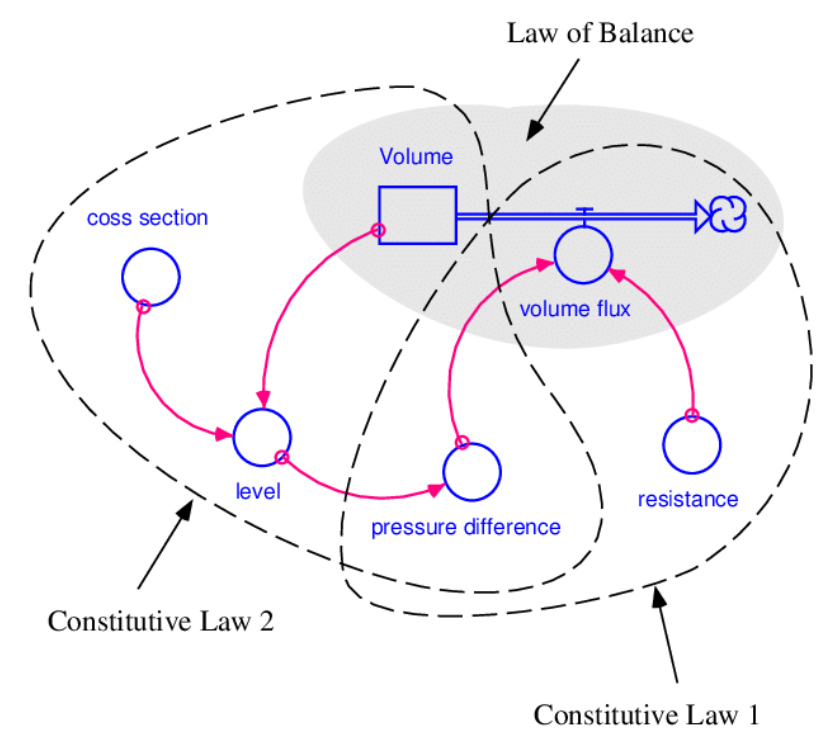 Law of Balance
Volume
coss section
volume flux
level
resistance
pressure difference
Constitutive Law 2
Constitutive Law 1